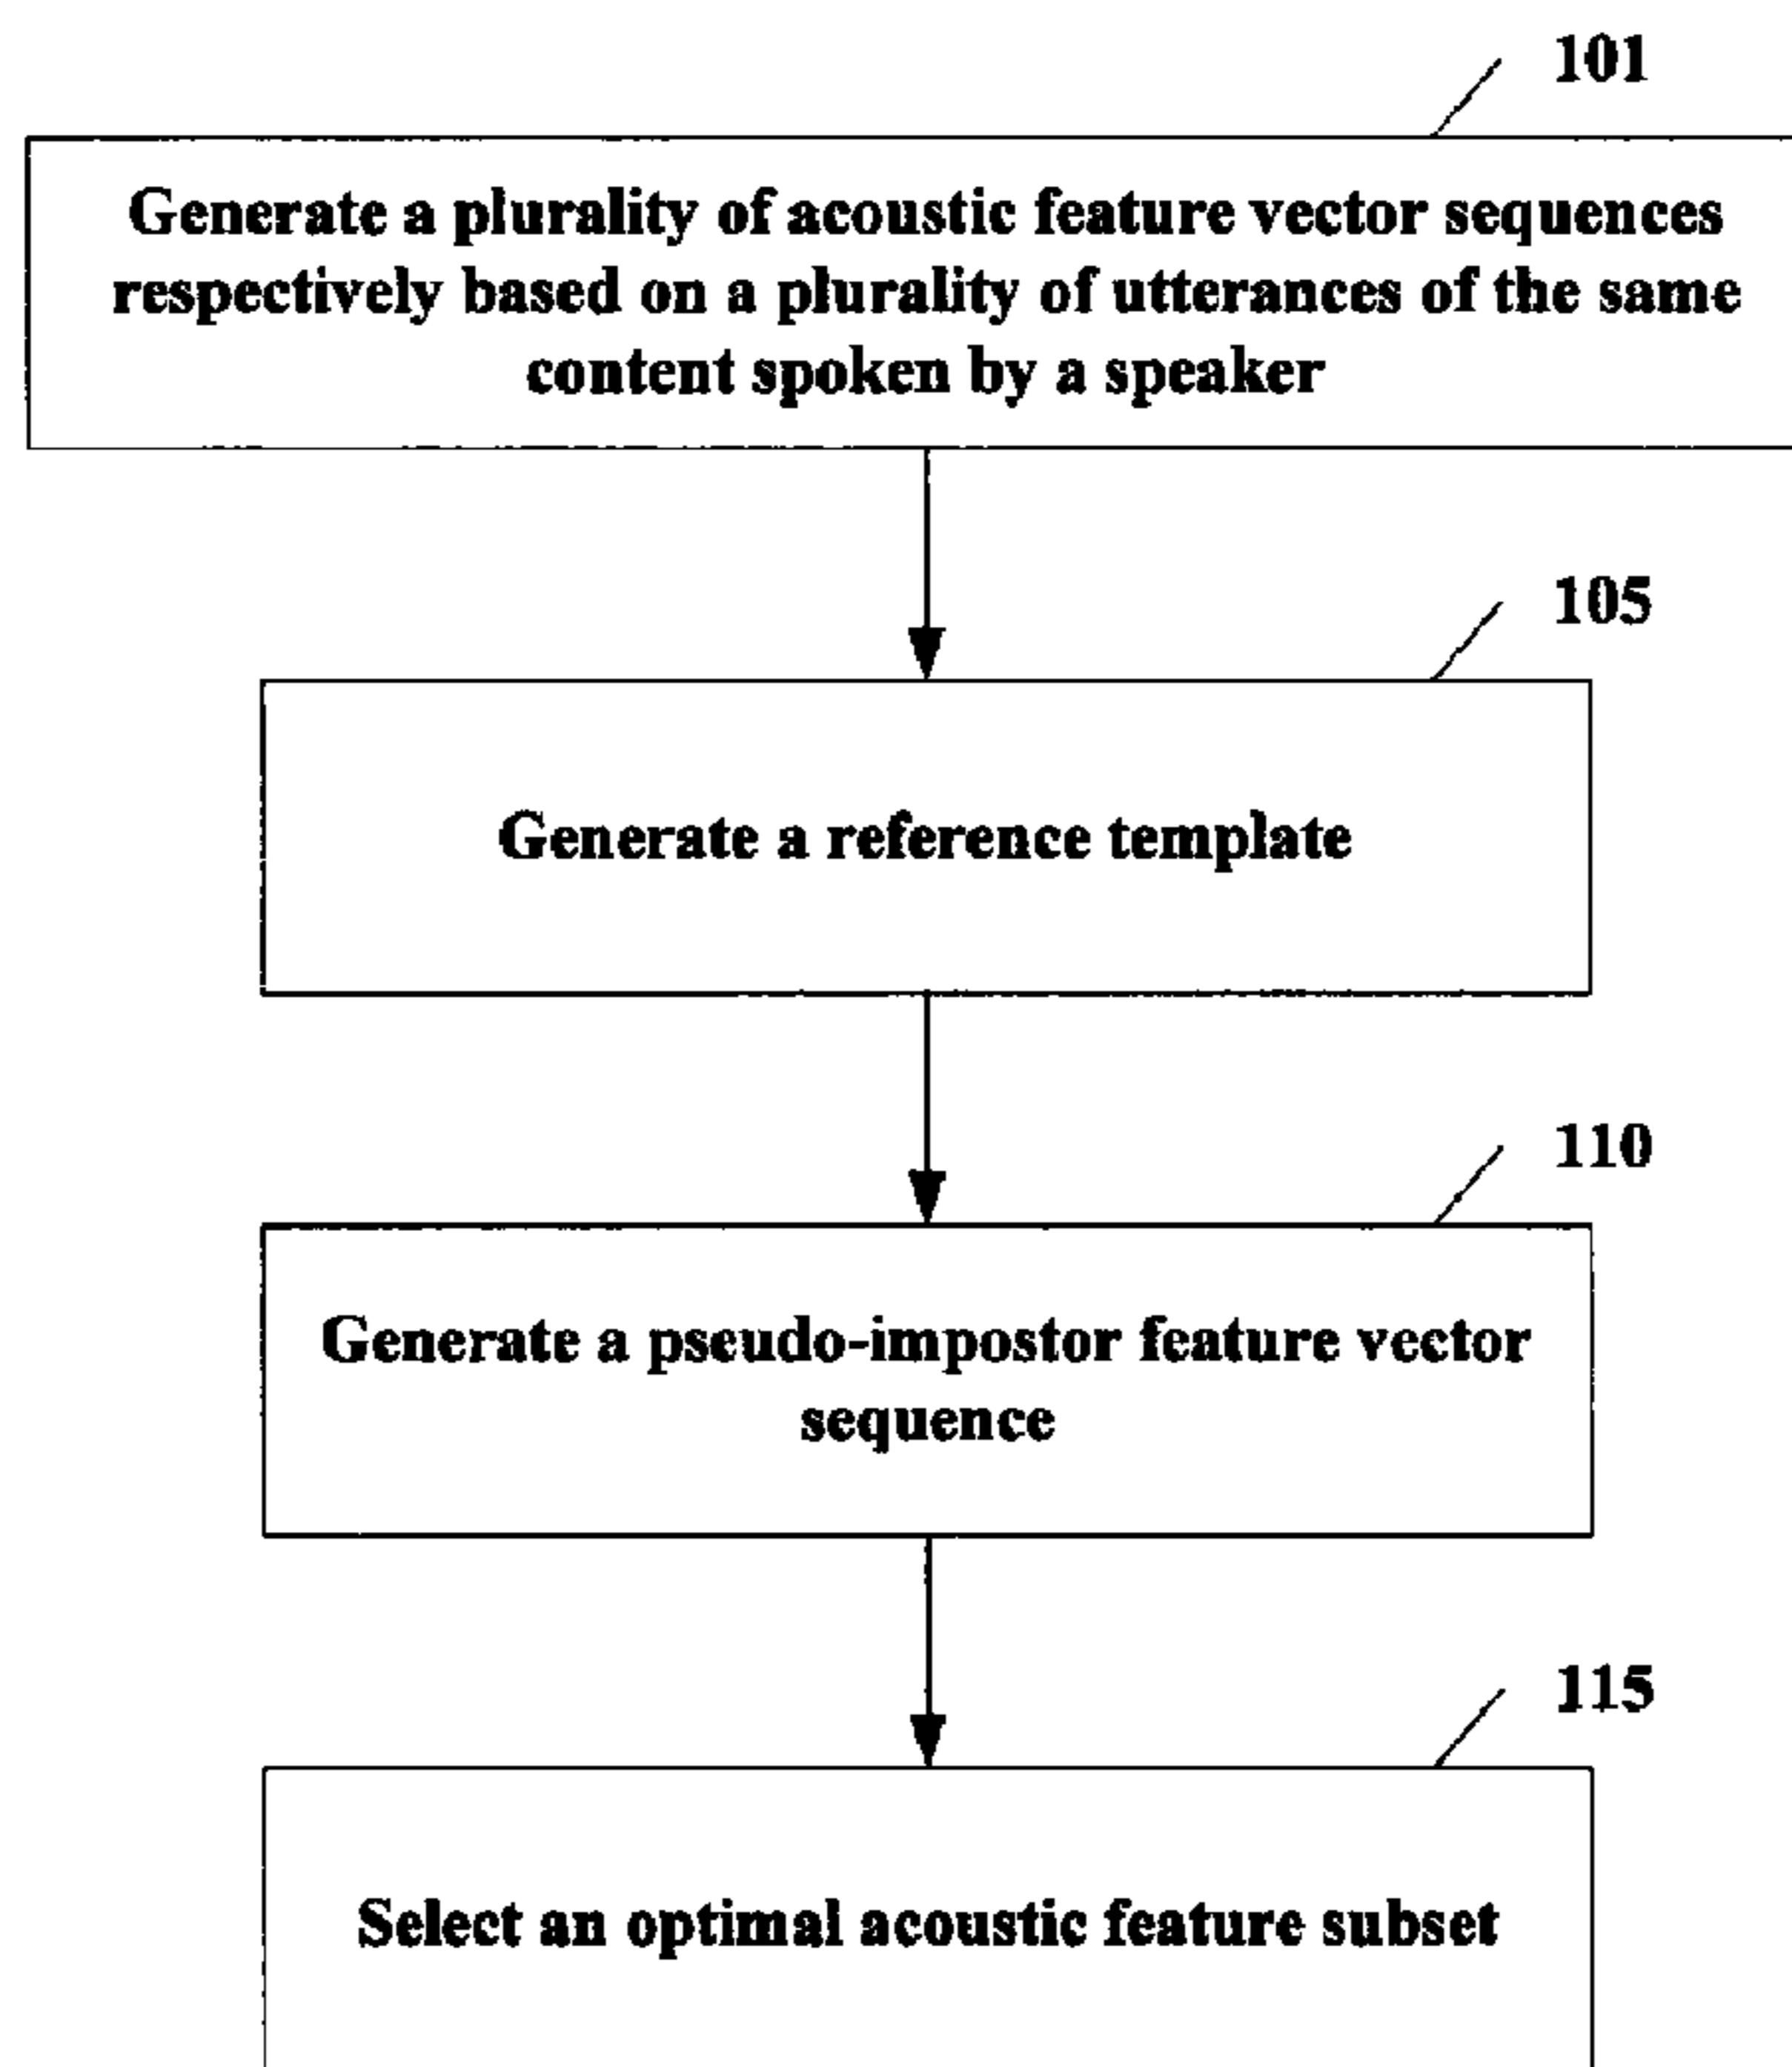 101
Generate a plurality of acoustic feature vector sequences
respectively based on a plurality of utterances of the same
content spoken by a speaker
105
Generate a reference template
110
Generate a pseudo-impostor feature vector
sequence
115
Select an optimal acoustic feature subset